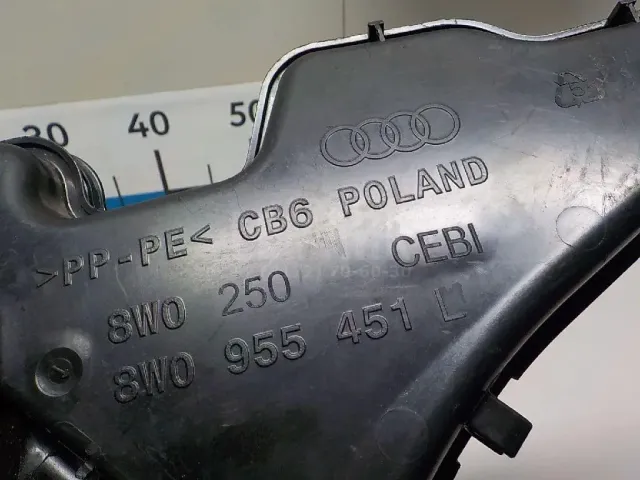 30 40 50
>PP-PE< CB6 POLAND
8W0 250 CEBI
8W0 955 451 L